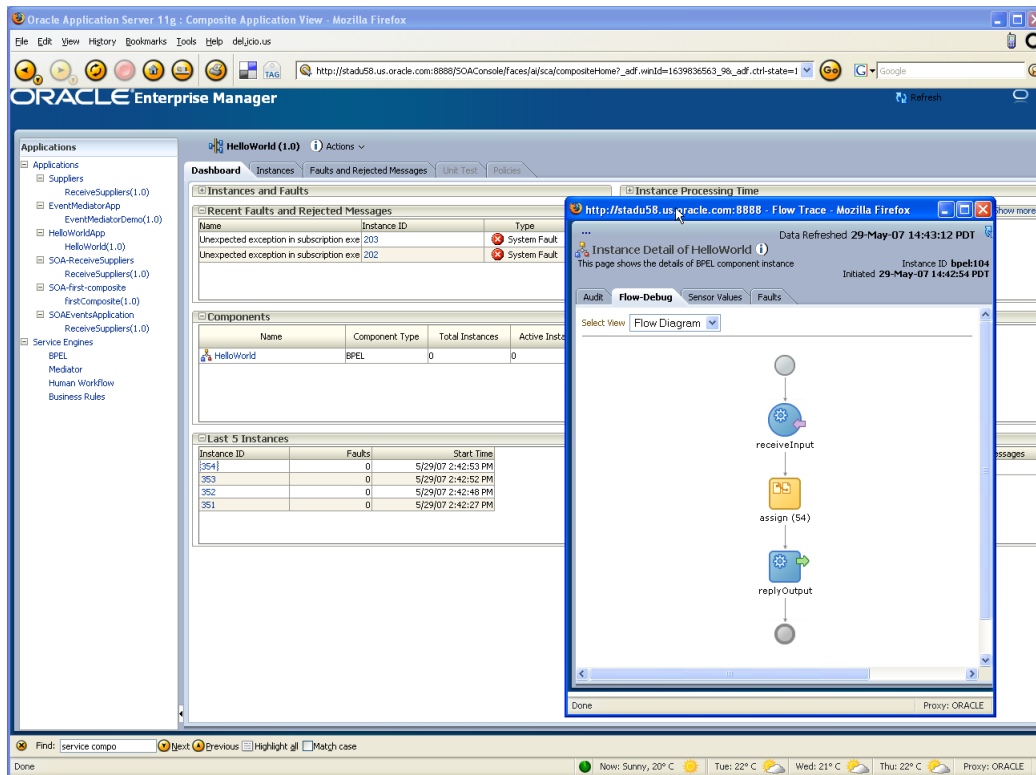 Oracle Application Server 11g : Composite Application View - Mozilla Firefox
File Edit View History Bookmarks Tools Help del.icio.us
TAG http://stadu58.us.oracle.com:8888/SOAConsole/faces/ai/sca/compositeHome?_adf.winId=1639836563_9&_adf.ctrl-state=1 Go G Google
ORACLE Enterprise Manager
Refresh
Applications
Applications
Suppliers
ReceiveSuppliers(1.0)
EventMediatorApp
EventMediatorDemo(1.0)
HelloWorldApp
HelloWorld(1.0)
SOA-ReceiveSuppliers
ReceiveSuppliers(1.0)
SOA-first-composite
firstComposite(1.0)
SOAEventsApplication
ReceiveSuppliers(1.0)
Service Engines
BPEL
Mediator
Human Workflow
Business Rules
HelloWorld (1.0) Actions
Dashboard Instances Faults and Rejected Messages Unit Test Policies
Instances and Faults
Instance Processing Time
Show more
Recent Faults and Rejected Messages
Name Instance ID Type
Unexpected exception in subscription exe 203 System Fault
Unexpected exception in subscription exe 202 System Fault
Components
Name Component Type Total Instances Active Insta
HelloWorld BPEL 0 0
Last 5 Instances
Instance ID Faults Start Time
354 0 5/29/07 2:42:53 PM
353 0 5/29/07 2:42:52 PM
352 0 5/29/07 2:42:48 PM
351 0 5/29/07 2:42:27 PM
essages
http://stadu58.us.oracle.com:8888 - Flow Trace - Mozilla Firefox
...
Data Refreshed 29-May-07 14:43:12 PDT
Instance Detail of HelloWorld
This page shows the details of BPEL component instance
Instance ID bpel:104
Initiated 29-May-07 14:42:54 PDT
Audit Flow-Debug Sensor Values Faults
Select View Flow Diagram
receiveInput
assign (54)
replyOutput
Done Proxy: ORACLE
Find: service compo Next Previous Highlight all Match case
Done Now: Sunny, 20° C Tue: 22° C Wed: 21° C Thu: 22° C Proxy: ORACLE